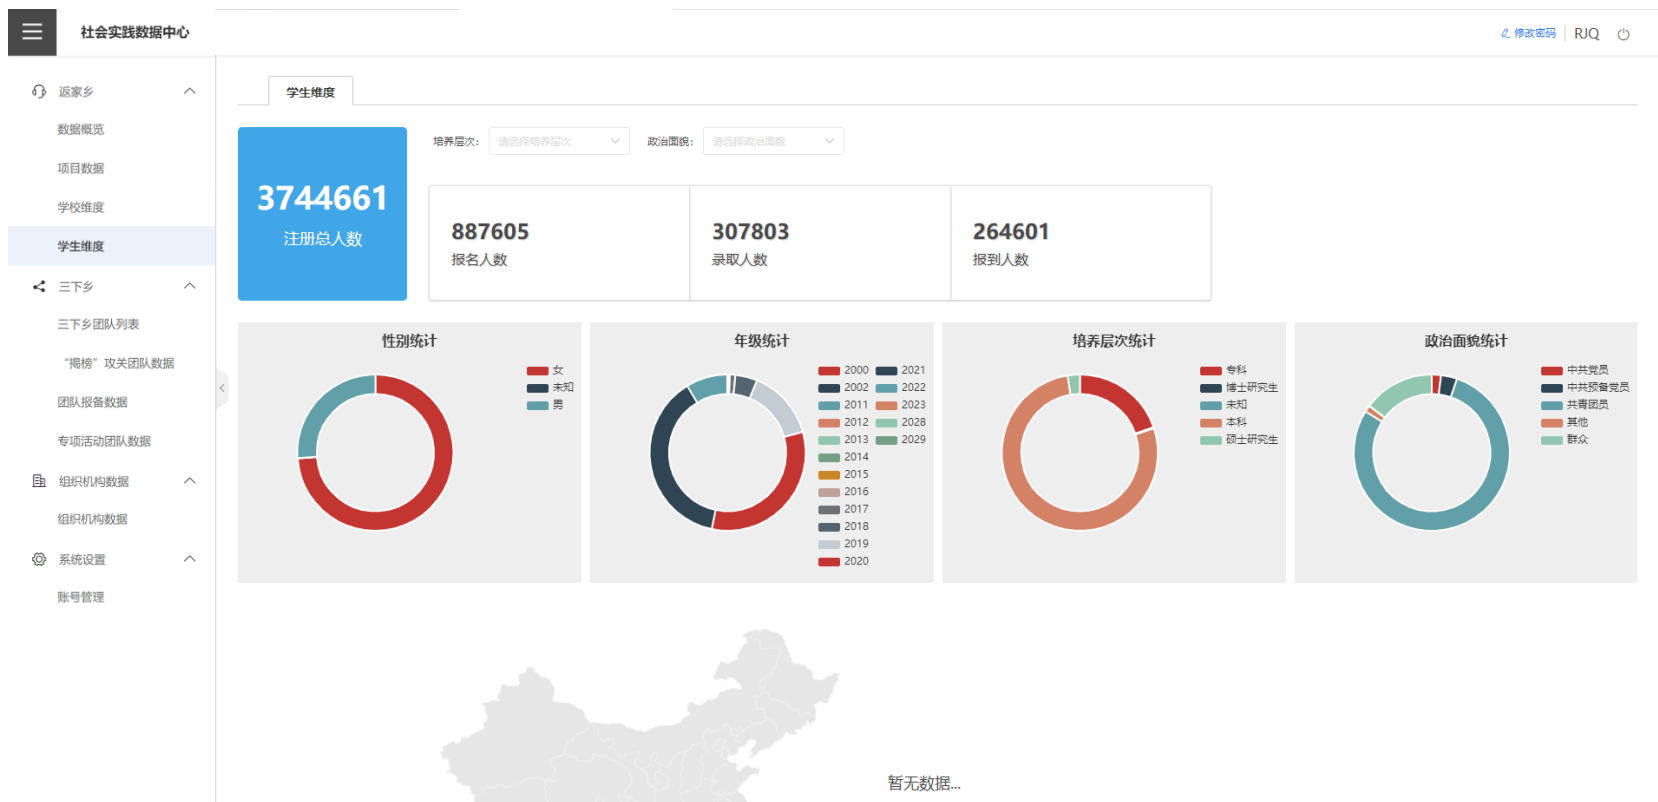 社会实践数据中心
修改密码
RJQ
返家乡
数据概览
项目数据
学校维度
学生维度
三下乡
三下乡团队列表
“揭榜”攻关团队数据
团队报备数据
专项活动团队数据
组织机构数据
组织机构数据
系统设置
账号管理
学生维度
3744661
注册总人数
培养层次：
请选择培养层次
政治面貌：
请选择政治面貌
887605
报名人数
307803
录取人数
264601
报到人数
性别统计
女
未知
男
年级统计
2000
2002
2011
2012
2013
2014
2015
2016
2017
2018
2019
2020
2021
2022
2023
2028
2029
培养层次统计
专科
博士研究生
未知
本科
硕士研究生
政治面貌统计
中共党员
中共预备党员
共青团员
其他
群众
暂无数据...